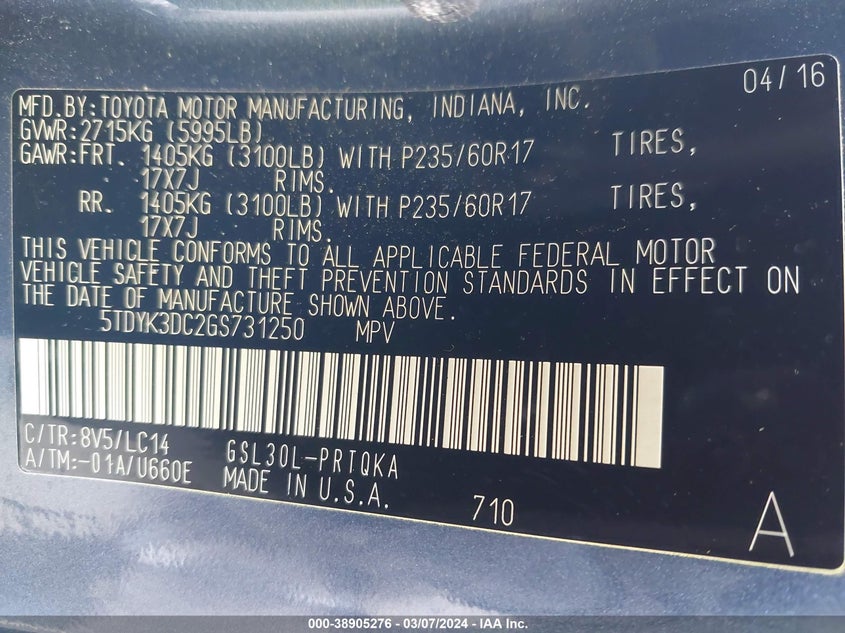 04/16
MFD.BY:TOYOTA MOTOR MANUFACTURING, INDIANA, INC.
GVWR:2715KG (5995LB)
GAWR:FRT. 1405KG (3100LB) WITH P235/60R17 TIRES,
17X7J RIMS.
RR. 1405KG (3100LB) WITH P235/60R17 TIRES,
17X7J RIMS.
THIS VEHICLE CONFORMS TO ALL APPLICABLE FEDERAL MOTOR
VEHICLE SAFETY AND THEFT PREVENTION STANDARDS IN EFFECT ON
THE DATE OF MANUFACTURE SHOWN ABOVE.
5TDYK3DC2GS731250 MPV
C/TR:8V5/LC14 GSL30L-PRTQKA
A/TM:-01A/U660E MADE IN U.S.A.
710
A
000-38905276 - 03/07/2024 - IAA Inc.